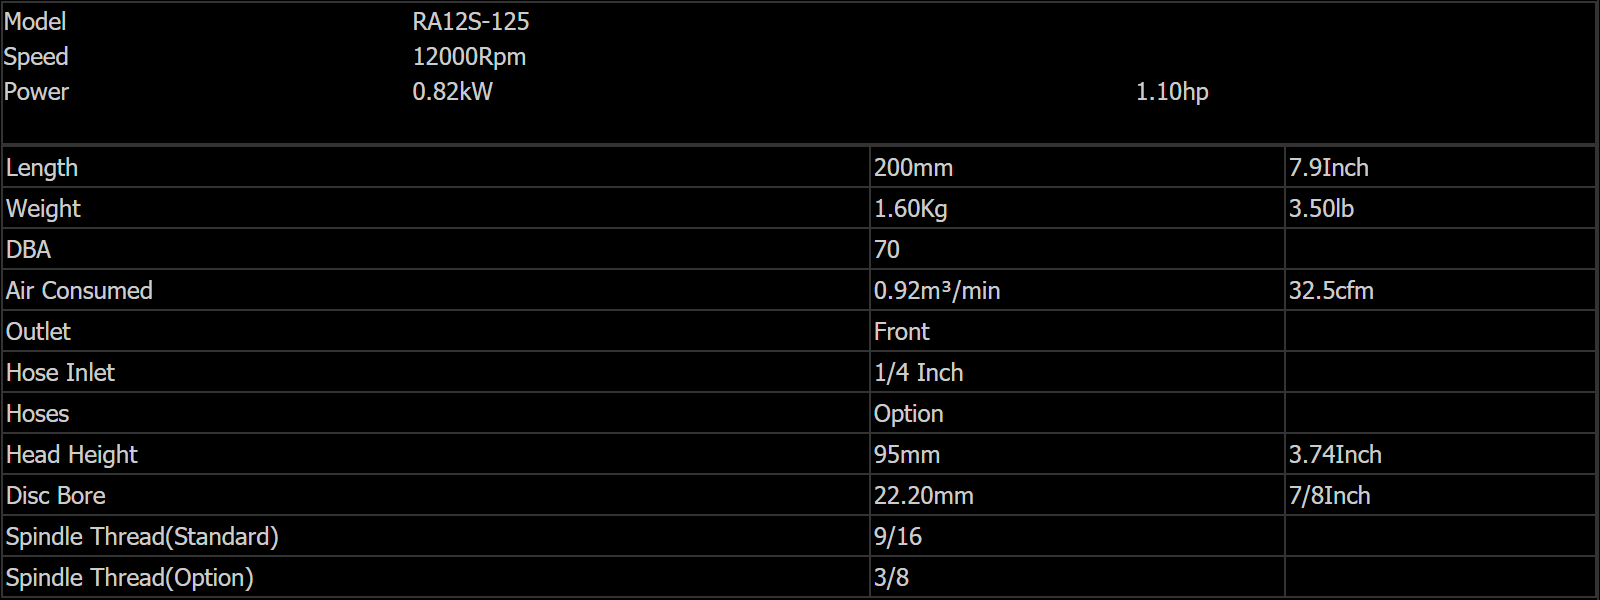 Model RA12S-125
Speed 12000Rpm
Power 0.82kW 1.10hp
Length 200mm 7.9Inch
Weight 1.60Kg 3.50lb
DBA 70
Air Consumed 0.92m³/min 32.5cfm
Outlet Front
Hose Inlet 1/4 Inch
Hoses Option
Head Height 95mm 3.74Inch
Disc Bore 22.20mm 7/8Inch
Spindle Thread(Standard) 9/16
Spindle Thread(Option) 3/8